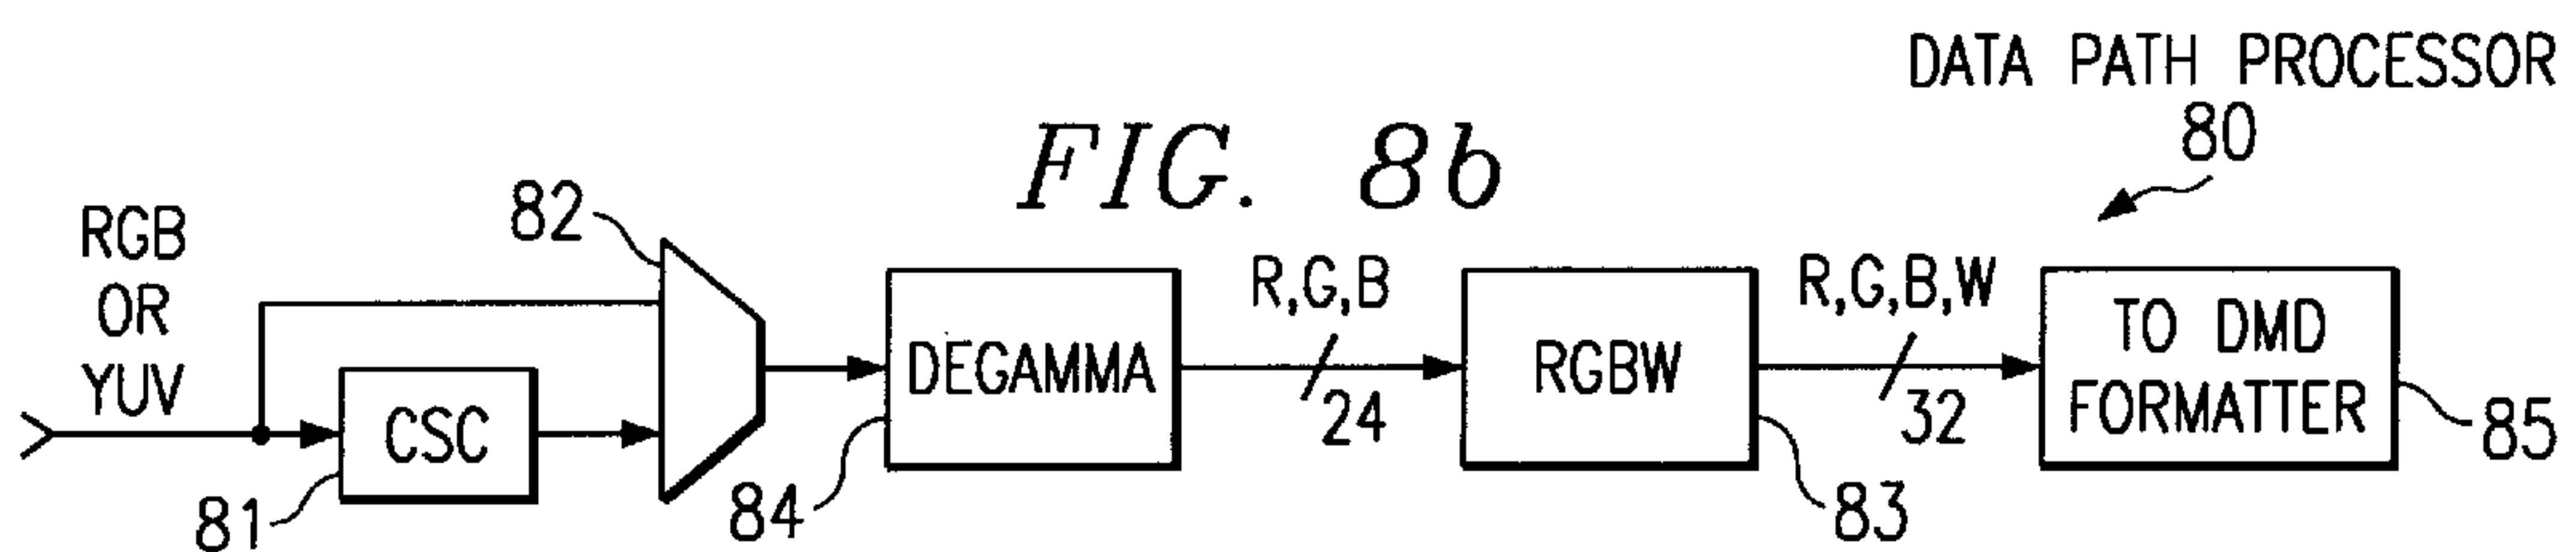 DATA PATH PROCESSOR
80
FIG. 8b
RGB
OR
YUV
82
CSC
81
DEGAMMA
84
R,G,B
24
RGBW
83
R,G,B,W
32
TO DMD
FORMATTER
85